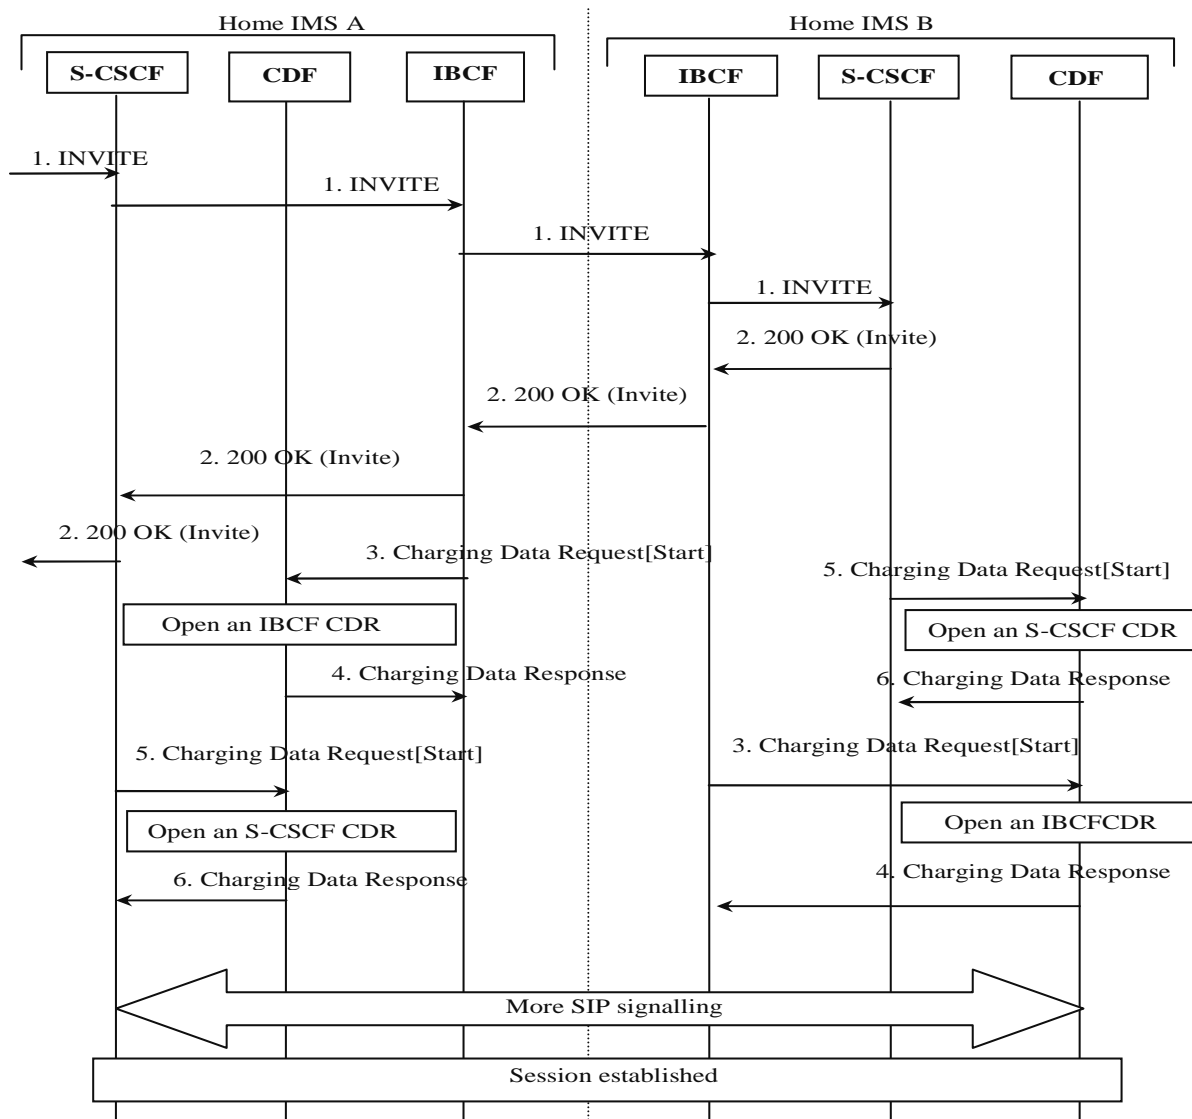 Home IMS A
Home IMS B
S-CSCF
CDF
IBCF
IBCF
S-CSCF
CDF
1. INVITE
1. INVITE
1. INVITE
1. INVITE
2. 200 OK (Invite)
2. 200 OK (Invite)
2. 200 OK (Invite)
2. 200 OK (Invite)
3. Charging Data Request[Start]
5. Charging Data Request[Start]
Open an IBCF CDR
Open an S-CSCF CDR
4. Charging Data Response
6. Charging Data Response
5. Charging Data Request[Start]
3. Charging Data Request[Start]
Open an S-CSCF CDR
Open an IBCFCDR
6. Charging Data Response
4. Charging Data Response
More SIP signalling
Session established